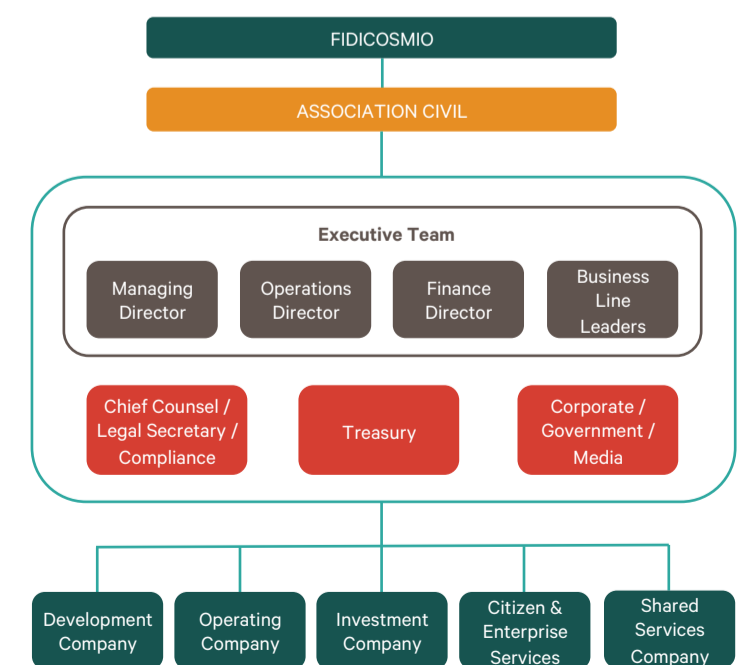 FIDICOSMIO
ASSOCIATION CIVIL
Executive Team
Managing
Director
Operations
Director
Finance
Director
Business
Line
Leaders
Chief Counsel /
Legal Secretary /
Compliance
Treasury
Corporate /
Government /
Media
Development
Company
Operating
Company
Investment
Company
Citizen &
Enterprise
Services
Shared
Services
Company